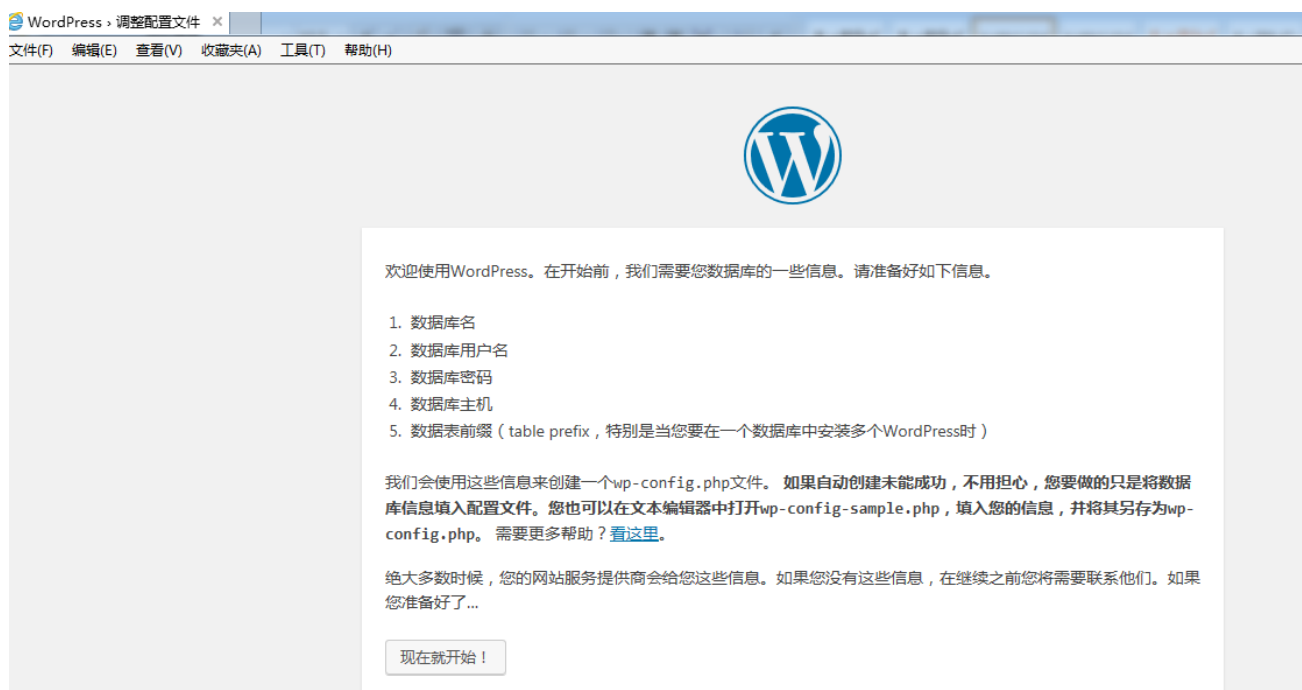 WordPress › 调整配置文件 ×
文件(F) 编辑(E) 查看(V) 收藏夹(A) 工具(T) 帮助(H)
欢迎使用WordPress。在开始前，我们需要您数据库的一些信息。请准备好如下信息。
1. 数据库名
2. 数据库用户名
3. 数据库密码
4. 数据库主机
5. 数据表前缀（table prefix，特别是当您要在一个数据库中安装多个WordPress时）
我们会使用这些信息来创建一个wp-config.php文件。 如果自动创建未能成功，不用担心，您要做的只是将数据
库信息填入配置文件。您也可以在文本编辑器中打开wp-config-sample.php，填入您的信息，并将其另存为wp-
config.php。 需要更多帮助？看这里。
绝大多数时候，您的网站服务提供商会给您这些信息。如果您没有这些信息，在继续之前您将需要联系他们。如果
您准备好了...
现在就开始！